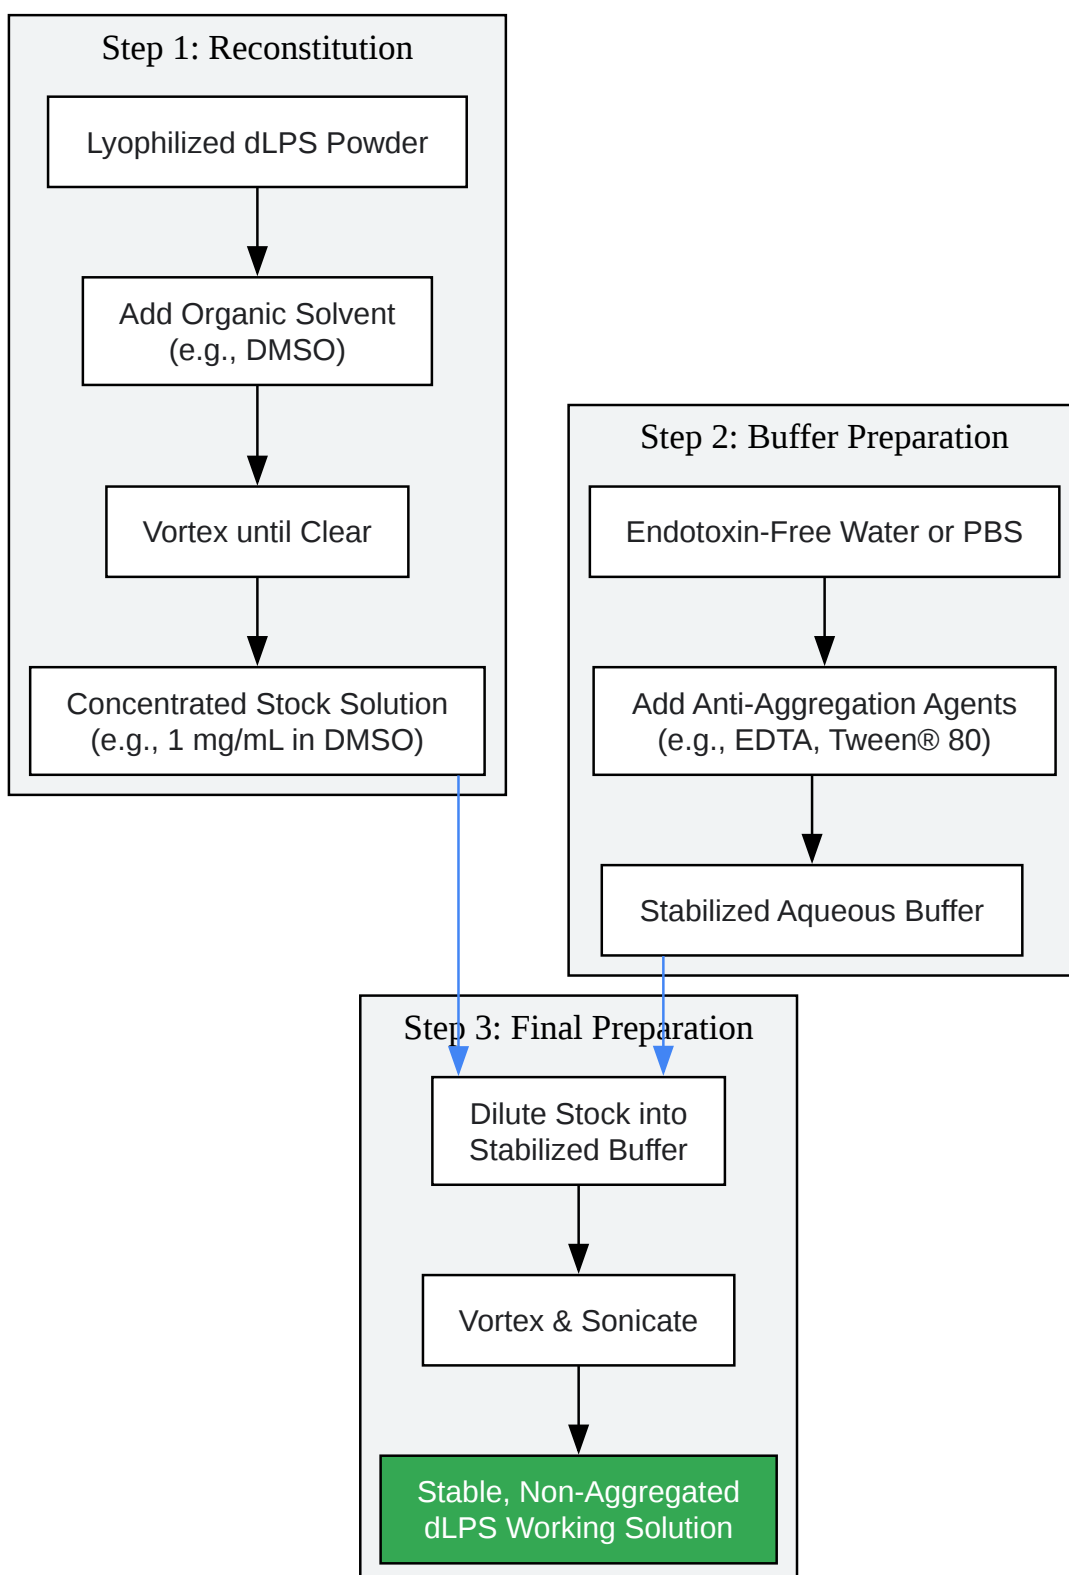 Step 1: Reconstitution
Lyophilized dLPS Powder
Add Organic Solvent
(e.g., DMSO)
Vortex until Clear
Concentrated Stock Solution
(e.g., 1 mg/mL in DMSO)
Step 2: Buffer Preparation
Endotoxin-Free Water or PBS
Add Anti-Aggregation Agents
(e.g., EDTA, Tween® 80)
Stabilized Aqueous Buffer
Step 3: Final Preparation
Dilute Stock into
Stabilized Buffer
Vortex & Sonicate
Stable, Non-Aggregated
dLPS Working Solution